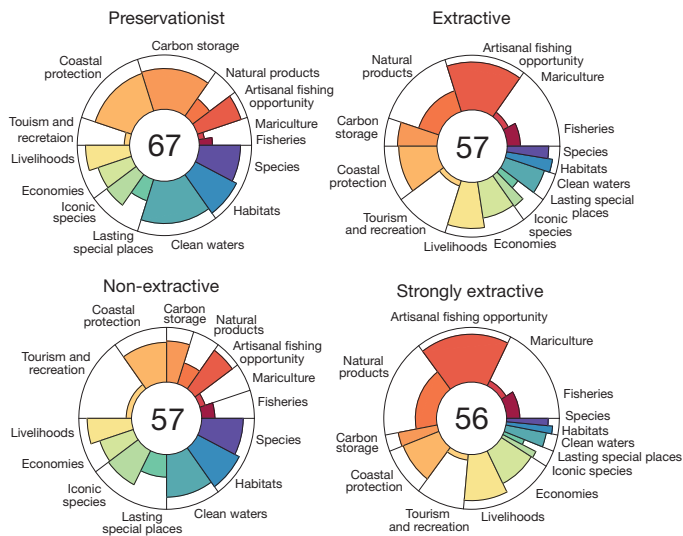 Preservationist
Carbon storage
Coastal
protection
Natural products
Artisanal fishing
opportunity
Mariculture
Fisheries
Touism and
recretaion
67
Livelihoods
Species
Economies
Iconic
species
Habitats
Lasting
special places
Clean waters
Extractive
Artisanal fishing
opportunity
Natural
products
Mariculture
Carbon
storage
Fisheries
57
Species
Habitats
Clean waters
Coastal
protection
Lasting special
places
Tourism
and recreation
Iconic
species
Livelihoods
Economies
Non-extractive
Coastal
protection
Carbon
storage
Natural
products
Artisanal fishing
opportunity
Tourism and
recreation
Mariculture
Fisheries
57
Livelihoods
Species
Economies
Iconic
species
Habitats
Lasting
special places
Clean waters
Strongly extractive
Artisanal fishing opportunity
Mariculture
Natural
products
Fisheries
56
Species
Habitats
Carbon
storage
Clean waters
Lasting special places
Iconic species
Coastal
protection
Economies
Tourism
and recreation
Livelihoods